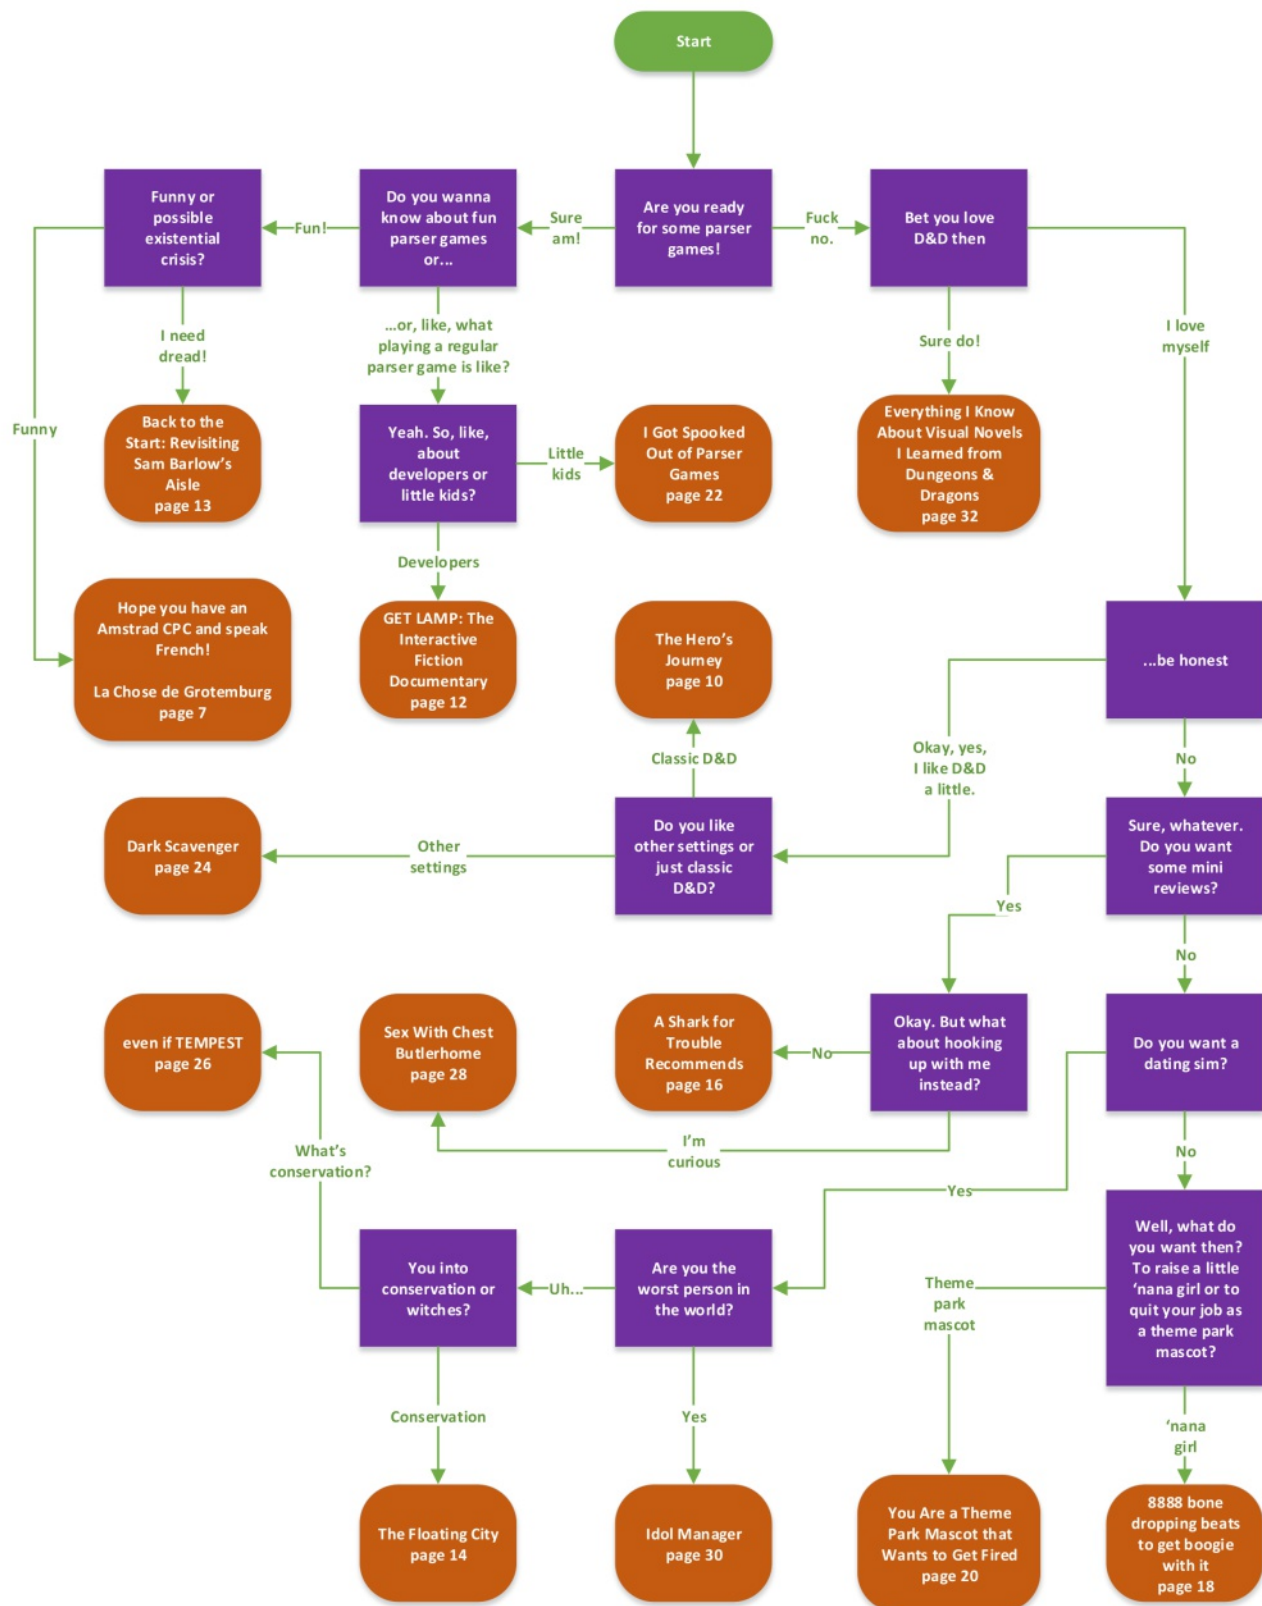 Start
Funny or
possible
existential
crisis?
Fun!
Do you wanna
know about fun
parser games
or...
Sure
am!
Are you ready
for some parser
games!
Fuck
no.
Bet you love
D&D then
I need
dread!
...or, like, what
playing a regular
parser game is like?
Sure do!
I love
myself
Funny
Back to the
Start: Revisiting
Sam Barlow's
Aisle
page 13
Yeah. So, like,
about
developers or
little kids?
Little
kids
I Got Spooked
Out of Parser
Games
page 22
Everything I Know
About Visual Novels
I Learned from
Dungeons &
Dragons
page 32
Developers
Hope you have an
Amstrad CPC and speak
French!
La Chose de Grotemburg
page 7
GET LAMP: The
Interactive
Fiction
Documentary
page 12
The Hero's
Journey
page 10
...be honest
Classic D&D
Okay, yes,
I like D&D
a little.
No
Dark Scavenger
page 24
Other
settings
Do you like
other settings or
just classic
D&D?
Sure, whatever.
Do you want
some mini
reviews?
Yes
No
even if TEMPEST
page 26
Sex With Chest
Butlerhome
page 28
A Shark for
Trouble
Recommends
page 16
No
Okay. But what
about hooking
up with me
instead?
Do you want a
dating sim?
What's
conservation?
I'm
curious
Yes
No
You into
conservation or
witches?
Uh...
Are you the
worst person in
the world?
Theme
park
mascot
Well, what do
you want then?
To raise a little
'nana girl or to
quit your job as
a theme park
mascot?
Conservation
Yes
'nana
girl
The Floating City
page 14
Idol Manager
page 30
You Are a Theme
Park Mascot that
Wants to Get Fired
page 20
8888 bone
dropping beats
to get boogie
with it
page 18